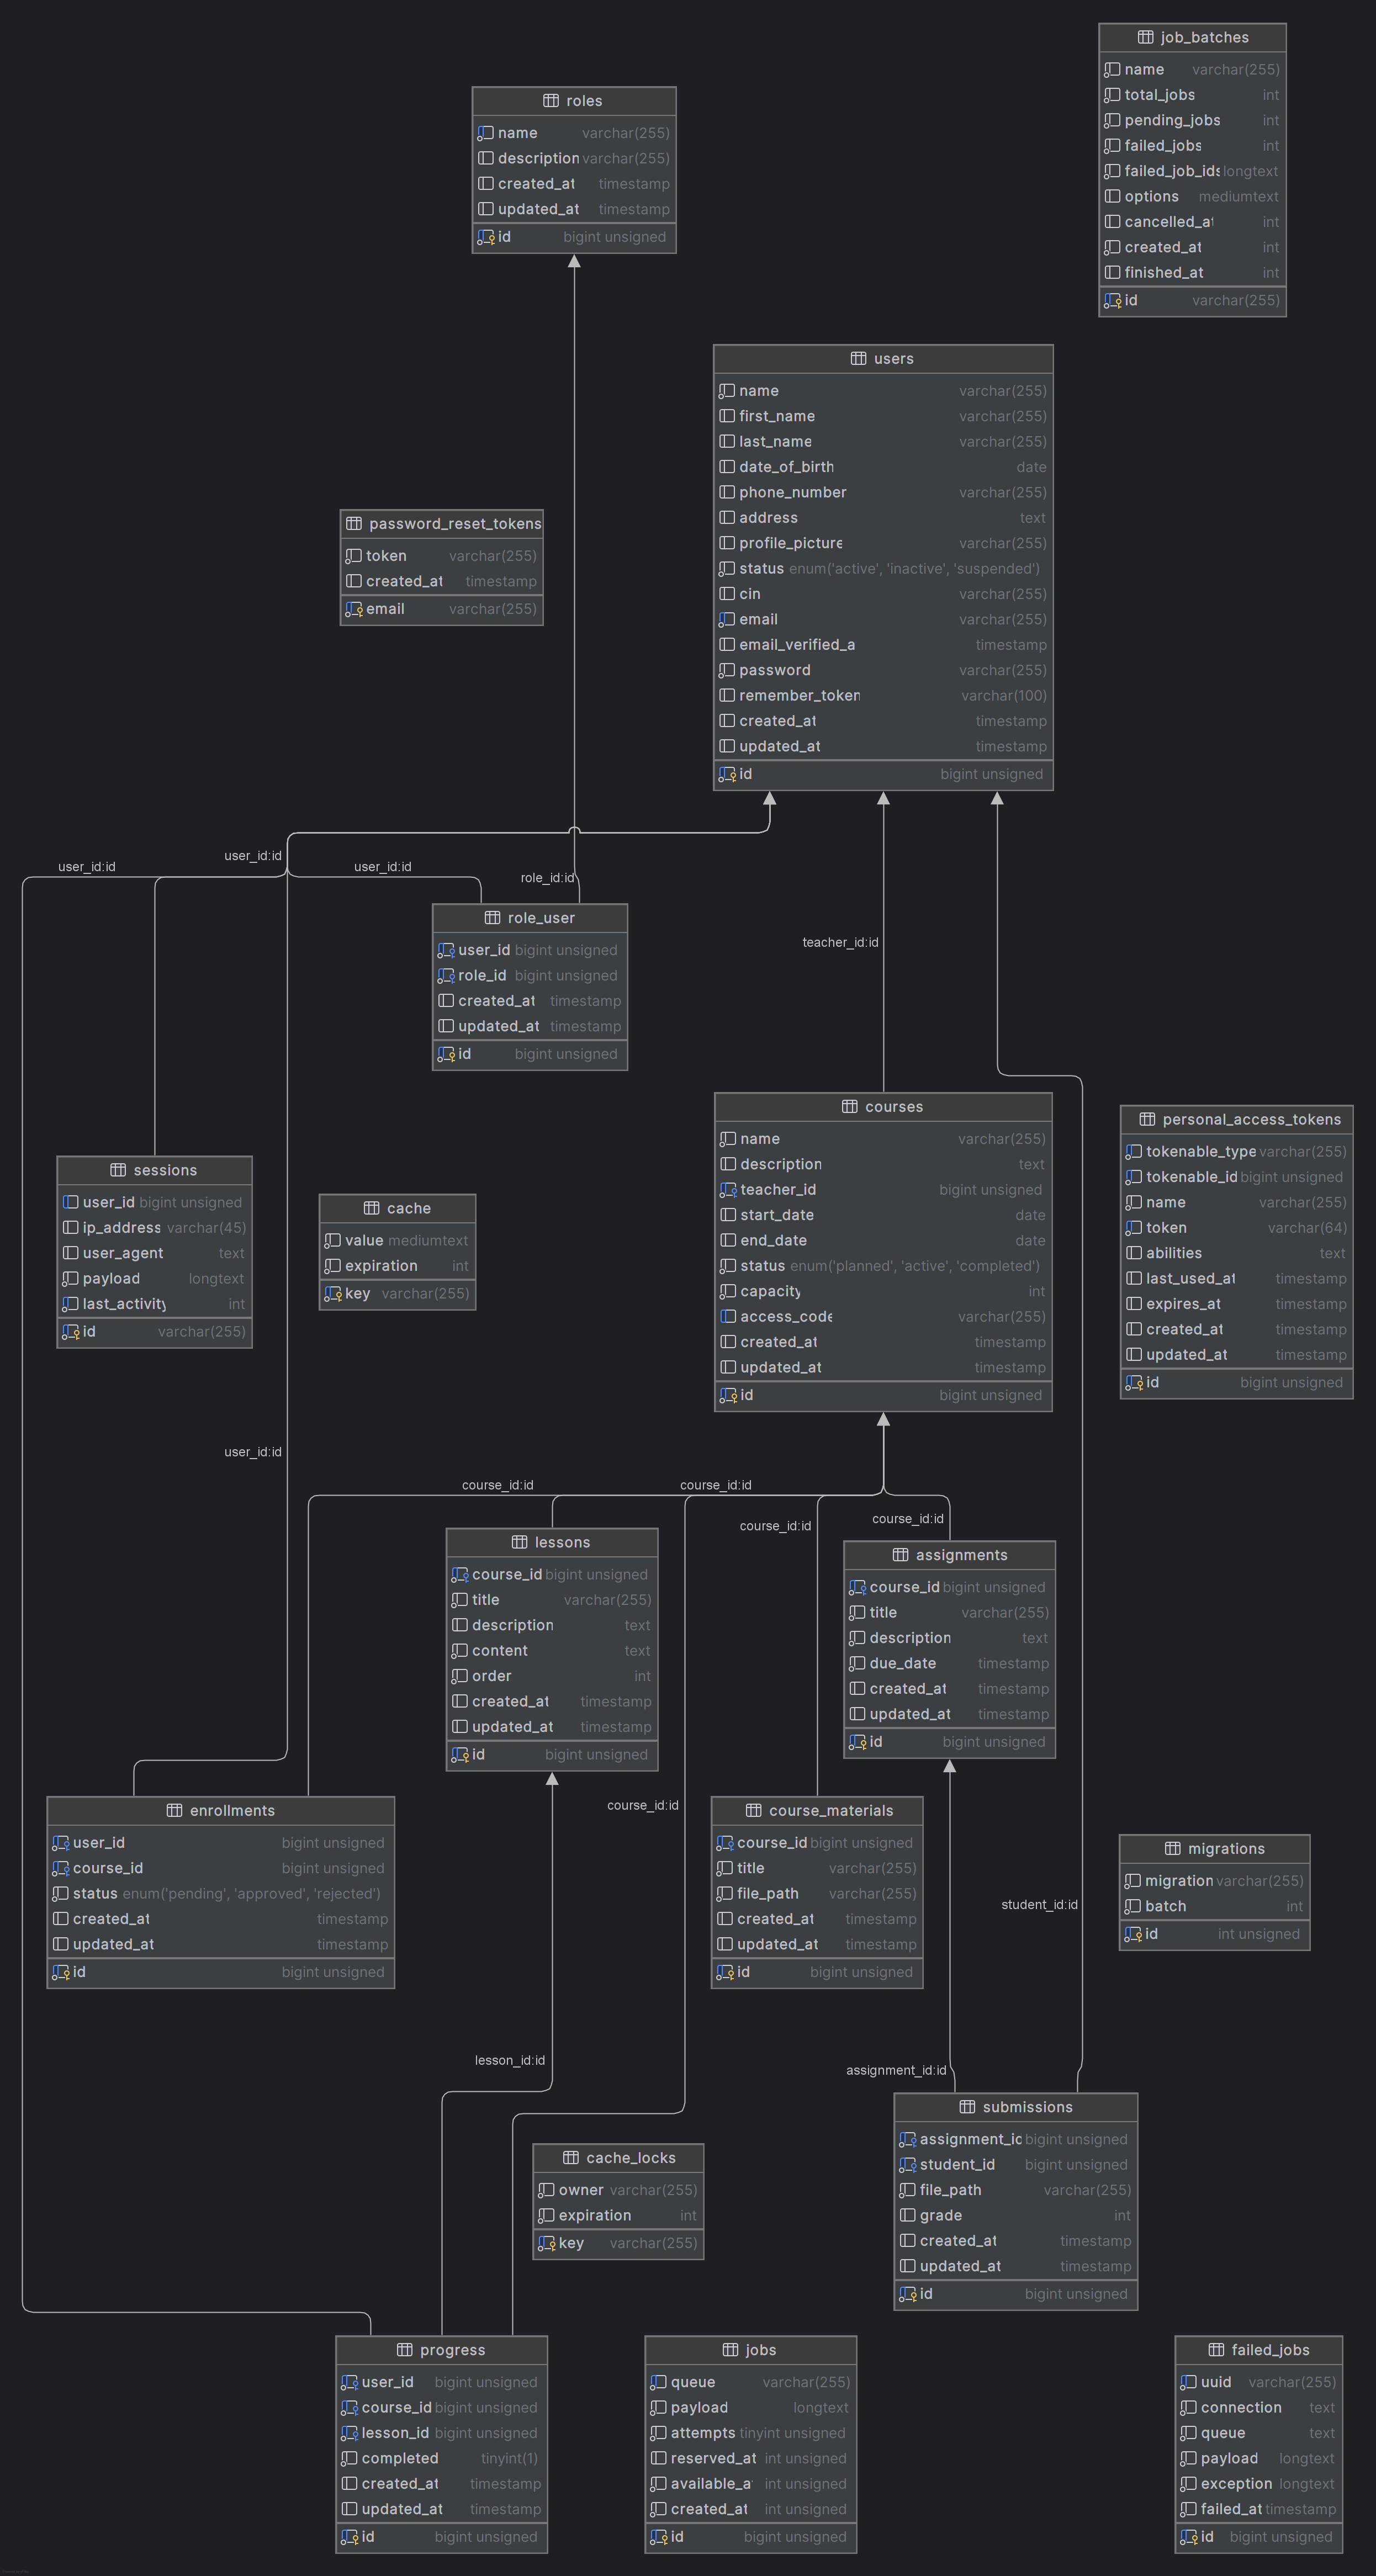 job_batches
name varchar(255)
total_jobs int
pending_jobs int
failed_jobs int
failed_job_ids longtext
options mediumtext
cancelled_at int
created_at int
finished_at int
id varchar(255)
roles
name varchar(255)
description varchar(255)
created_at timestamp
updated_at timestamp
id bigint unsigned
users
name varchar(255)
first_name varchar(255)
last_name varchar(255)
date_of_birth date
phone_number varchar(255)
address text
profile_picture varchar(255)
status enum('active', 'inactive', 'suspended')
cin varchar(255)
email varchar(255)
email_verified_a timestamp
password varchar(255)
remember_token varchar(100)
created_at timestamp
updated_at timestamp
id bigint unsigned
password_reset_tokens
token varchar(255)
created_at timestamp
email varchar(255)
user_id:id
user_id:id
user_id:id
role_id:id
role_user
user_id bigint unsigned
role_id bigint unsigned
created_at timestamp
updated_at timestamp
id bigint unsigned
teacher_id:id
courses
name varchar(255)
description text
teacher_id bigint unsigned
start_date date
end_date date
status enum('planned', 'active', 'completed')
capacity int
access_code varchar(255)
created_at timestamp
updated_at timestamp
id bigint unsigned
personal_access_tokens
tokenable_type varchar(255)
tokenable_id bigint unsigned
name varchar(255)
token varchar(64)
abilities text
last_used_at timestamp
expires_at timestamp
created_at timestamp
updated_at timestamp
id bigint unsigned
sessions
user_id bigint unsigned
ip_address varchar(45)
user_agent text
payload longtext
last_activity int
id varchar(255)
cache
value mediumtext
expiration int
key varchar(255)
user_id:id
course_id:id
course_id:id
course_id:id
course_id:id
lessons
course_id bigint unsigned
title varchar(255)
description text
content text
order int
created_at timestamp
updated_at timestamp
id bigint unsigned
assignments
course_id bigint unsigned
title varchar(255)
description text
due_date timestamp
created_at timestamp
updated_at timestamp
id bigint unsigned
enrollments
user_id bigint unsigned
course_id bigint unsigned
status enum('pending', 'approved', 'rejected')
created_at timestamp
updated_at timestamp
id bigint unsigned
course_id:id
course_materials
course_id bigint unsigned
title varchar(255)
file_path varchar(255)
created_at timestamp
updated_at timestamp
id bigint unsigned
student_id:id
migrations
migration varchar(255)
batch int
id int unsigned
lesson_id:id
assignment_id:id
submissions
assignment_id bigint unsigned
student_id bigint unsigned
file_path varchar(255)
grade int
created_at timestamp
updated_at timestamp
id bigint unsigned
cache_locks
owner varchar(255)
expiration int
key varchar(255)
progress
user_id bigint unsigned
course_id bigint unsigned
lesson_id bigint unsigned
completed tinyint(1)
created_at timestamp
updated_at timestamp
id bigint unsigned
jobs
queue varchar(255)
payload longtext
attempts tinyint unsigned
reserved_at int unsigned
available_a int unsigned
created_at int unsigned
id bigint unsigned
failed_jobs
uuid varchar(255)
connection text
queue text
payload longtext
exception longtext
failed_at timestamp
id bigint unsigned